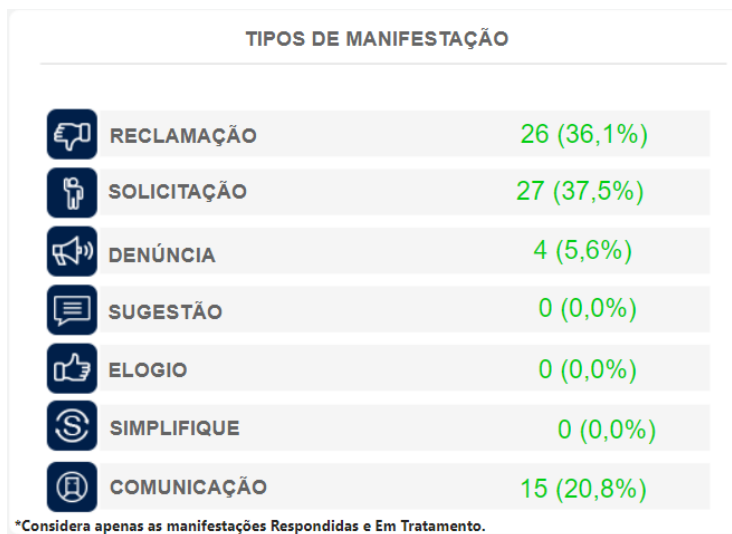 TIPOS DE MANIFESTAÇÃO
RECLAMAÇÃO 26 (36,1%)
SOLICITAÇÃO 27 (37,5%)
DENÚNCIA 4 (5,6%)
SUGESTÃO 0 (0,0%)
ELOGIO 0 (0,0%)
SIMPLIFIQUE 0 (0,0%)
COMUNICAÇÃO 15 (20,8%)
*Considera apenas as manifestações Respondidas e Em Tratamento.